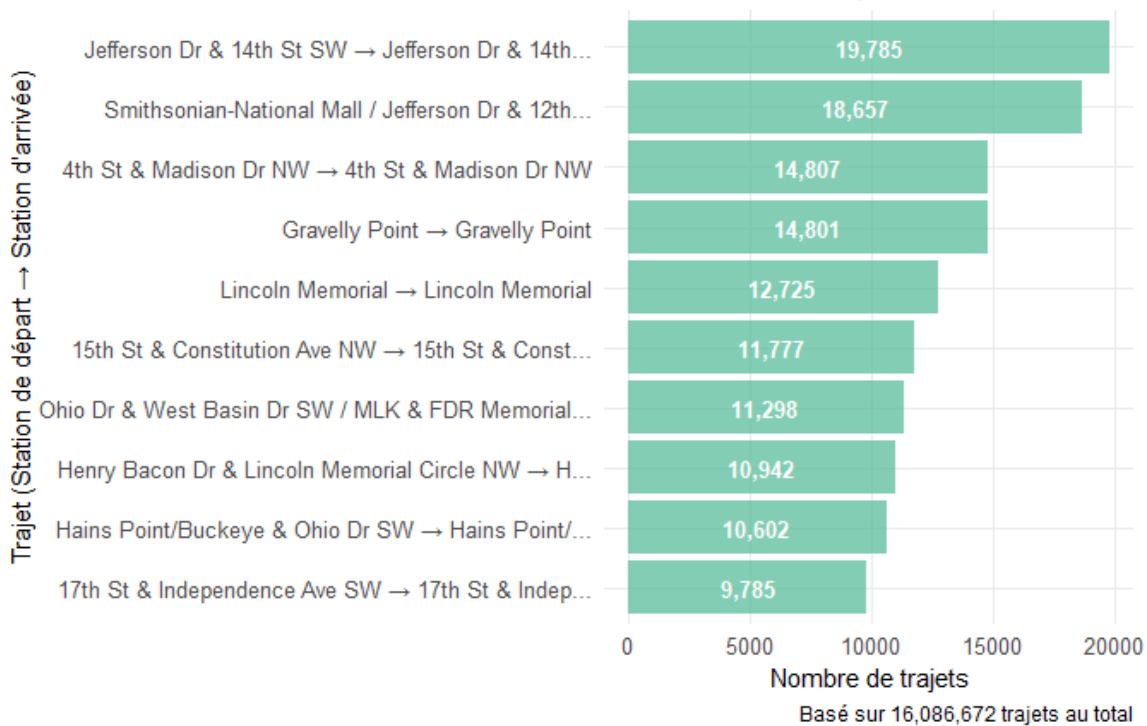 Trajet (Station de départ → Station d'arrivée)
Jefferson Dr & 14th St SW → Jefferson Dr & 14th...
19,785
Smithsonian-National Mall / Jefferson Dr & 12th...
18,657
4th St & Madison Dr NW → 4th St & Madison Dr NW
14,807
Gravelly Point → Gravelly Point
14,801
Lincoln Memorial → Lincoln Memorial
12,725
15th St & Constitution Ave NW → 15th St & Const...
11,777
Ohio Dr & West Basin Dr SW / MLK & FDR Memorial...
11,298
Henry Bacon Dr & Lincoln Memorial Circle NW → H...
10,942
Hains Point/Buckeye & Ohio Dr SW → Hains Point/...
10,602
17th St & Independence Ave SW → 17th St & Indep...
9,785
0 5000 10000 15000 20000
Nombre de trajets
Basé sur 16,086,672 trajets au total